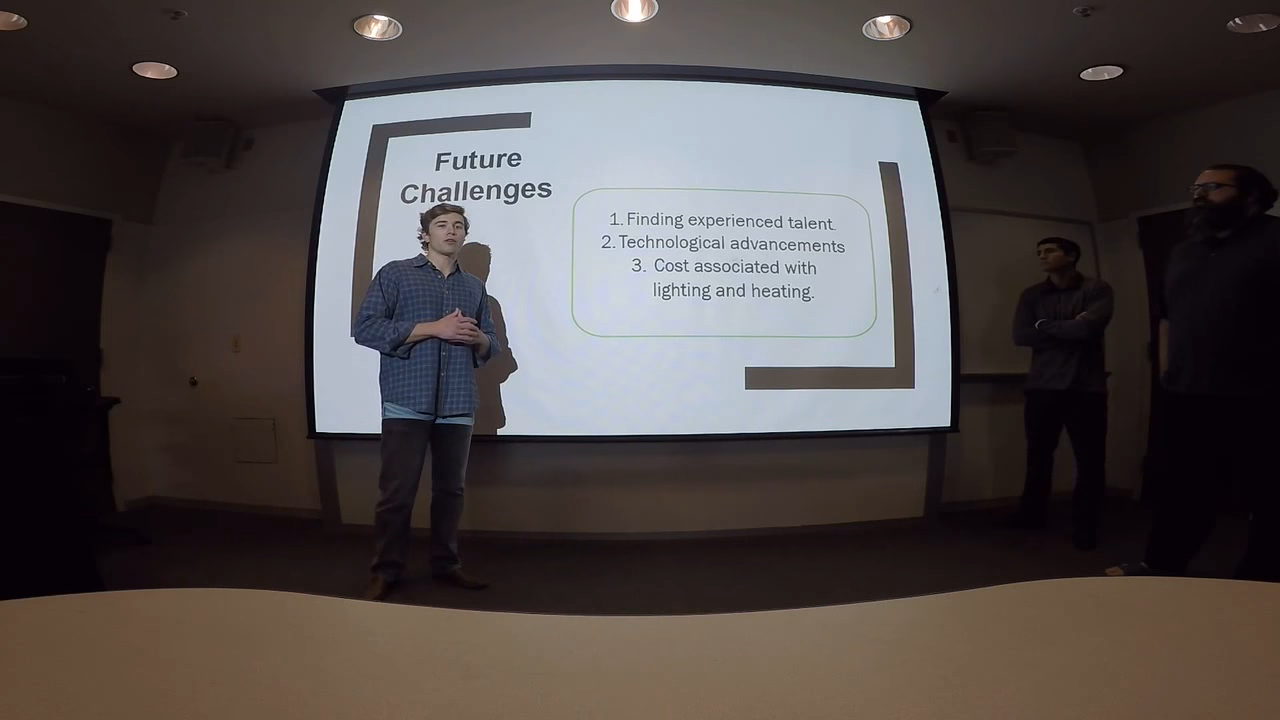 Future
Challenges
1. Finding experienced talent.
2. Technological advancements
3. Cost associated with
lighting and heating.